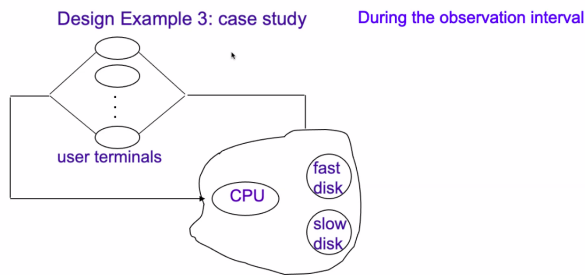 Design Example 3: case study
During the observation interval
user terminals
CPU
fast
disk
slow
disk